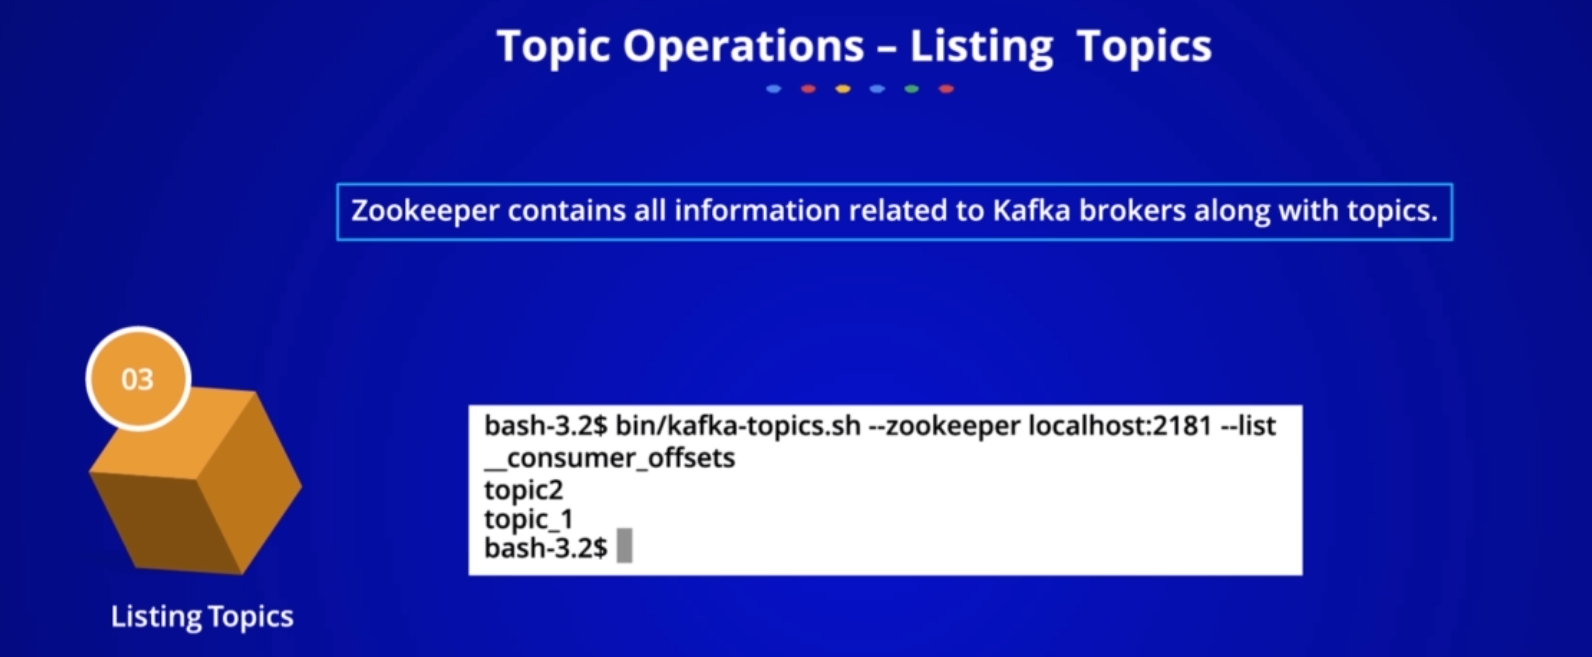 Topic Operations – Listing Topics
Zookeeper contains all information related to Kafka brokers along with topics.
03
Listing Topics
bash-3.2$ bin/kafka-topics.sh --zookeeper localhost:2181 --list
__consumer_offsets
topic2
topic_1
bash-3.2$